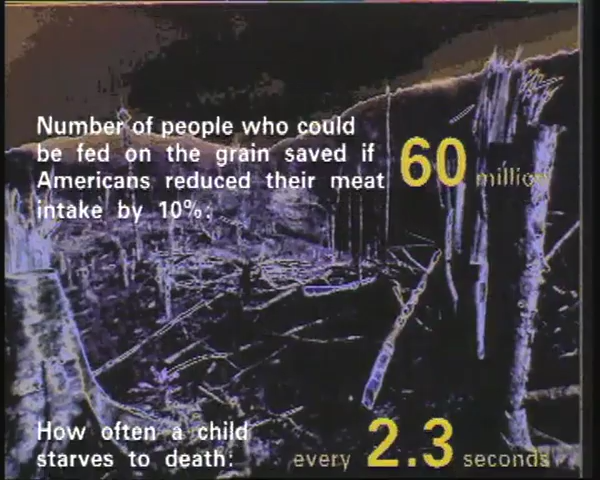 Number of people who could
be fed on the grain saved if
Americans reduced their meat
intake by 10%:
60 million
How often a child
starves to death:
every 2.3 seconds